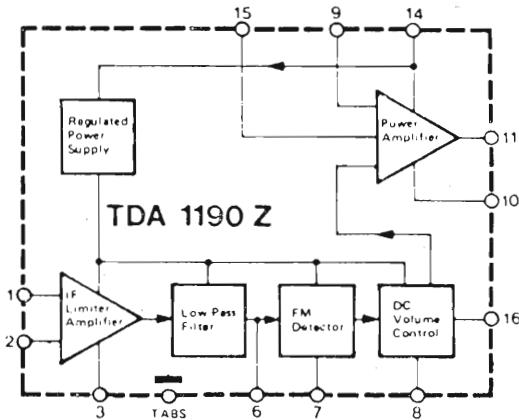 15
9
14
Regulated
Power
Supply
Power
Amplifier
11
10
TDA 1190 Z
1
2
IF
Limiter
Amplifier
Low Pass
Filter
FM
Detector
DC
Volume
Control
16
3
TABS
6
7
8